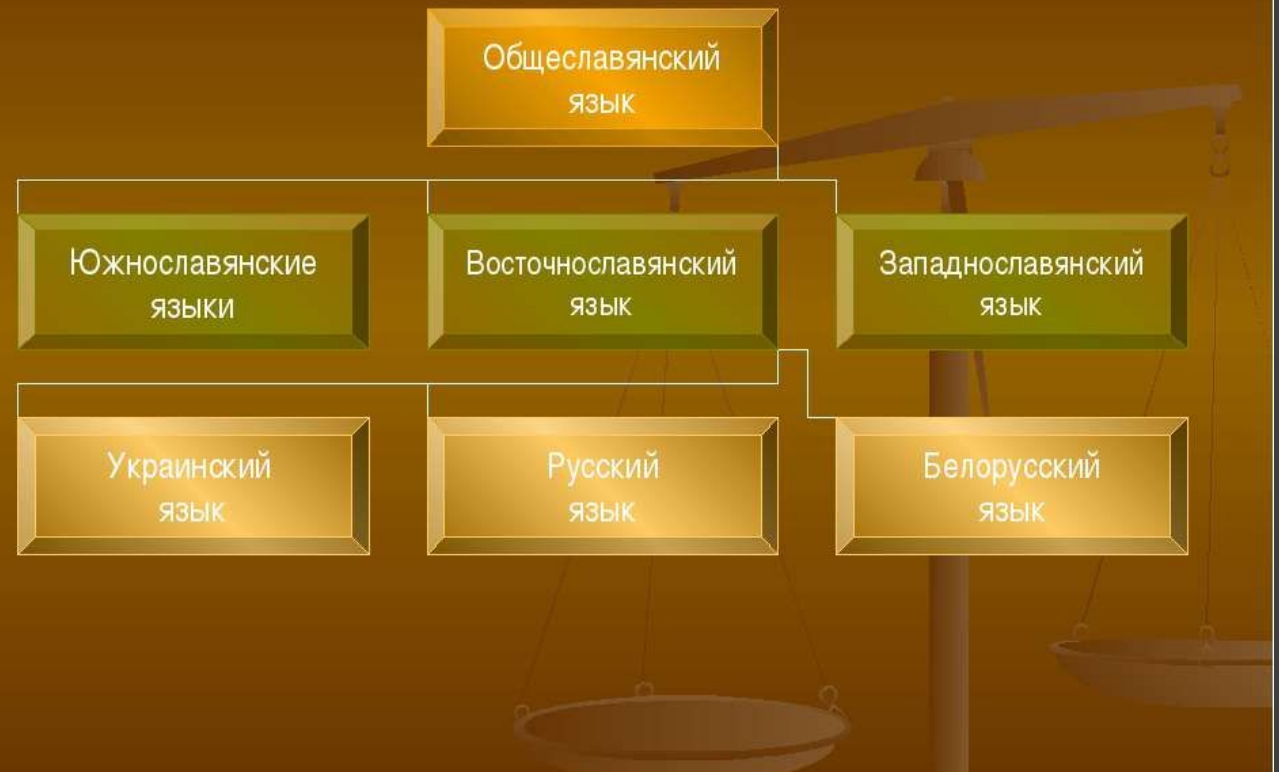 Общеславянский
язык
Южнославянские
языки
Восточнославянский
язык
Западнославянский
язык
Украинский
язык
Русский
язык
Белорусский
язык